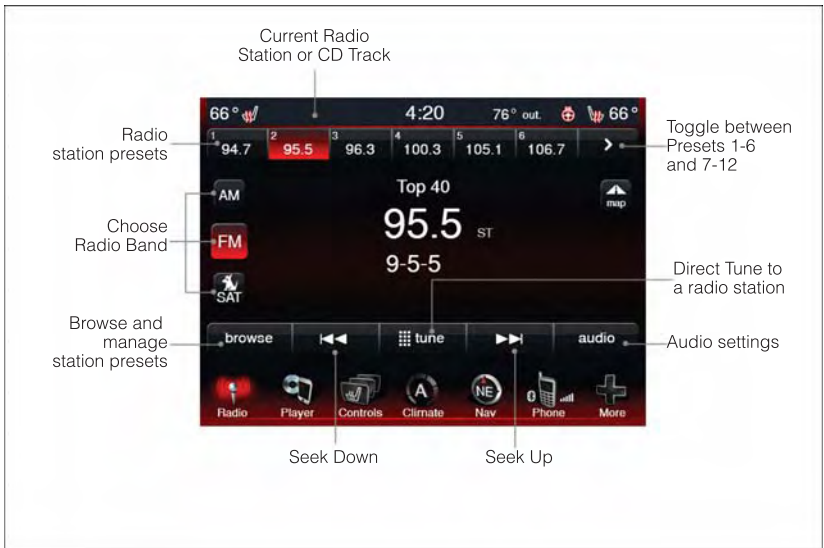 Current Radio
Station or CD Track
66° 4:20 76° out. 66°
Radio
station presets
1 94.7 2 95.5 3 96.3 4 100.3 5 105.1 6 106.7 >
Toggle between
Presets 1-6
and 7-12
AM
Top 40
map
Choose
Radio Band
FM
95.5 ST
9-5-5
SAT
Direct Tune to
a radio station
Browse and
manage
station presets
browse tune audio
Audio settings
A NE
Radio Player Controls Climate Nav Phone More
Seek Down Seek Up